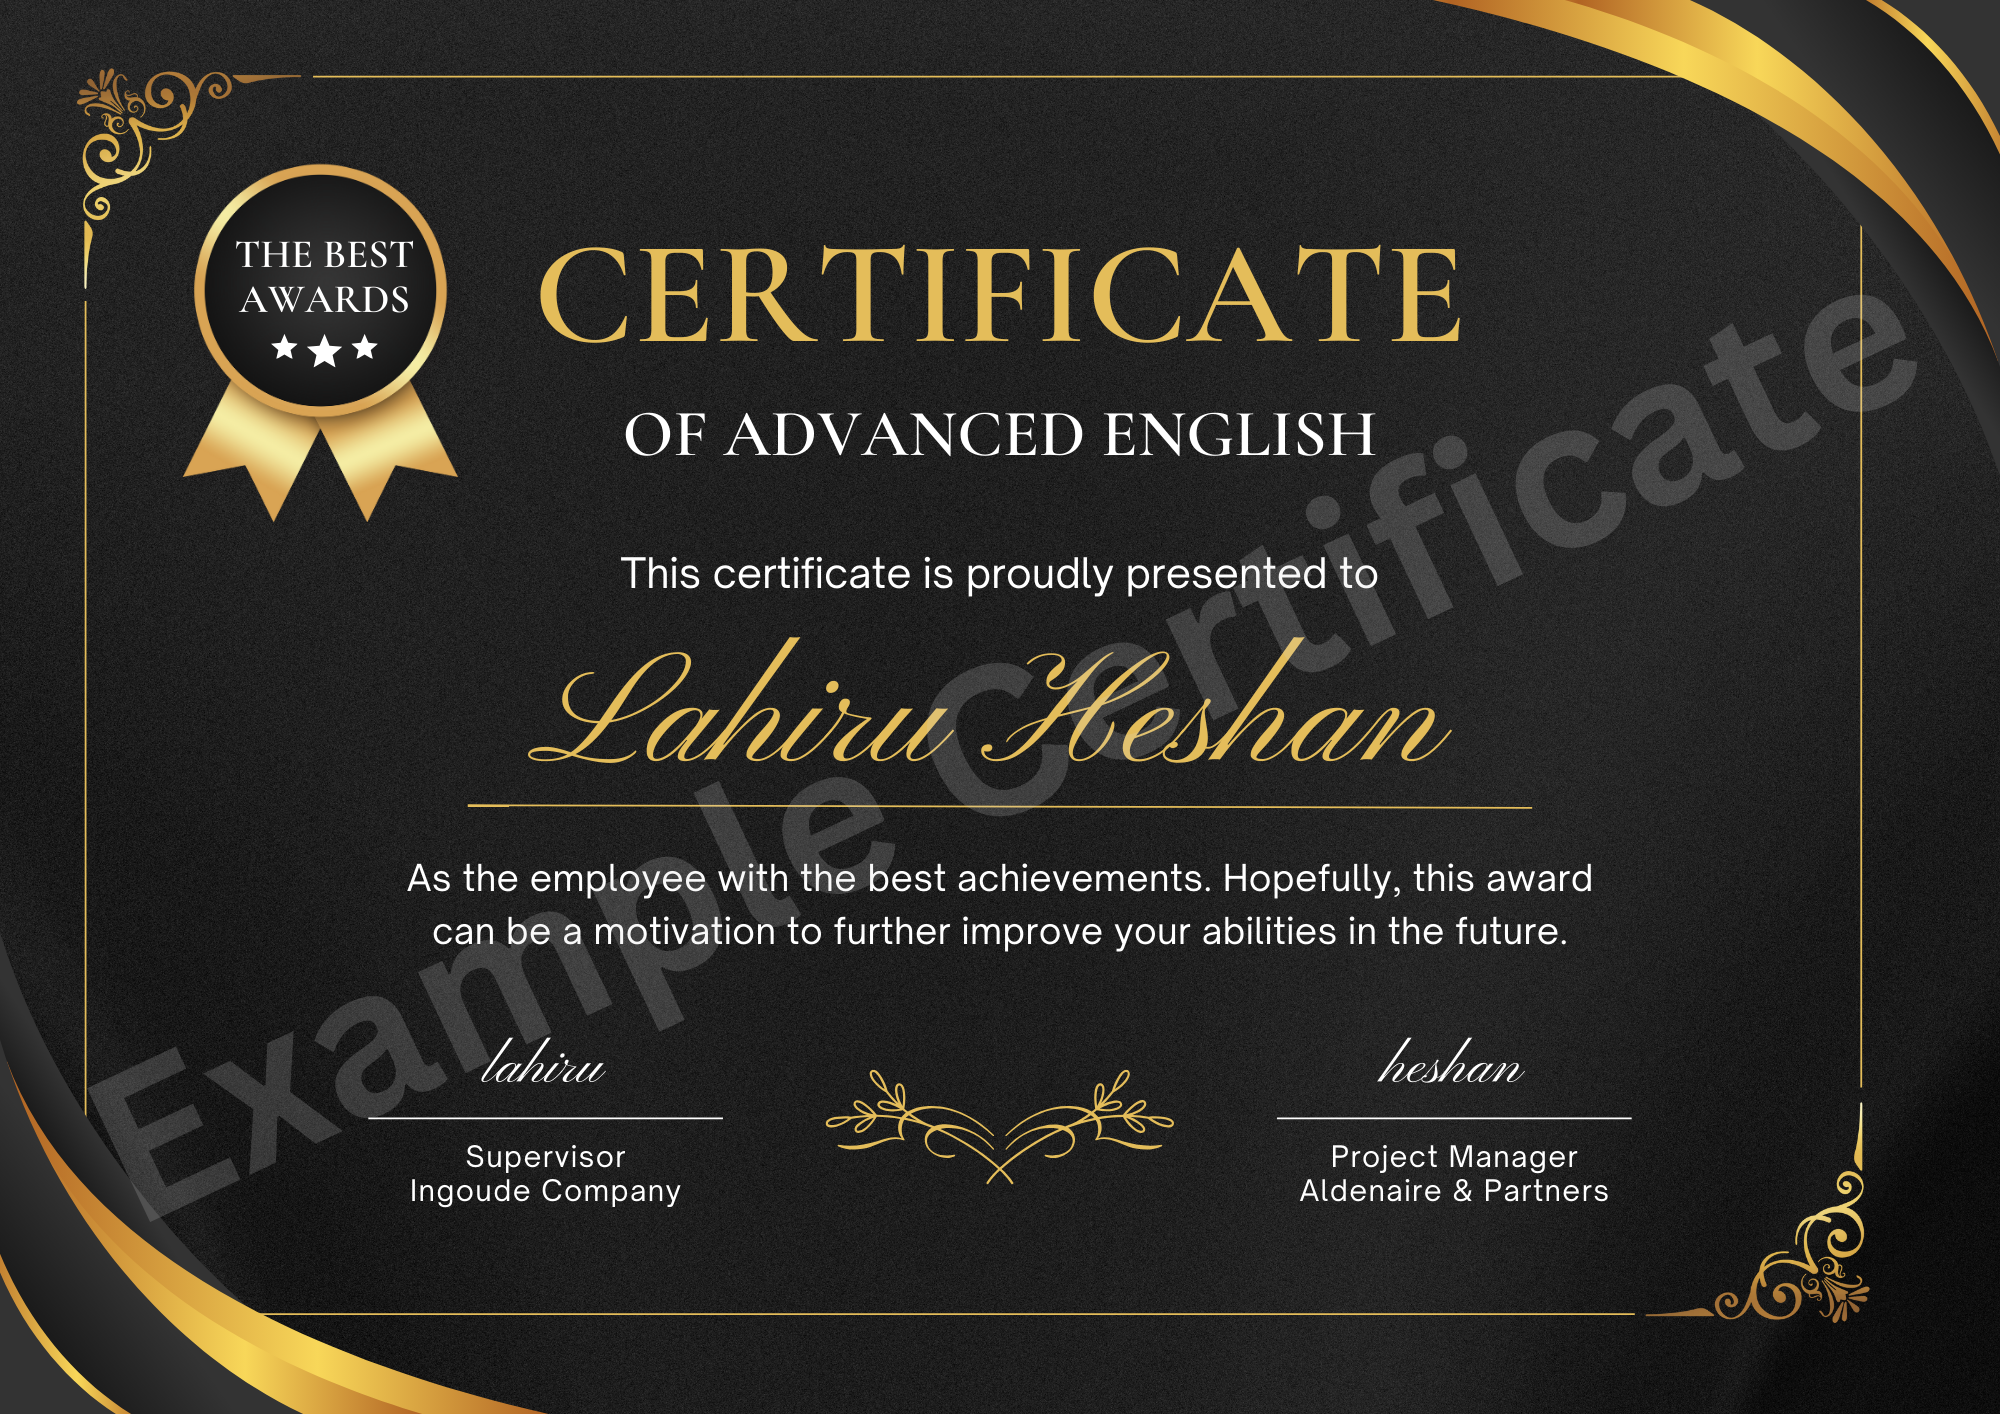 THE BEST
AWARDS
CERTIFICATE
OF ADVANCED ENGLISH
This certificate is proudly presented to
Lahiru Heshan
As the employee with the best achievements. Hopefully, this award
can be a motivation to further improve your abilities in the future.
lahiru
Supervisor
Ingoude Company
heshan
Project Manager
Aldenaire & Partners
Example Certificate